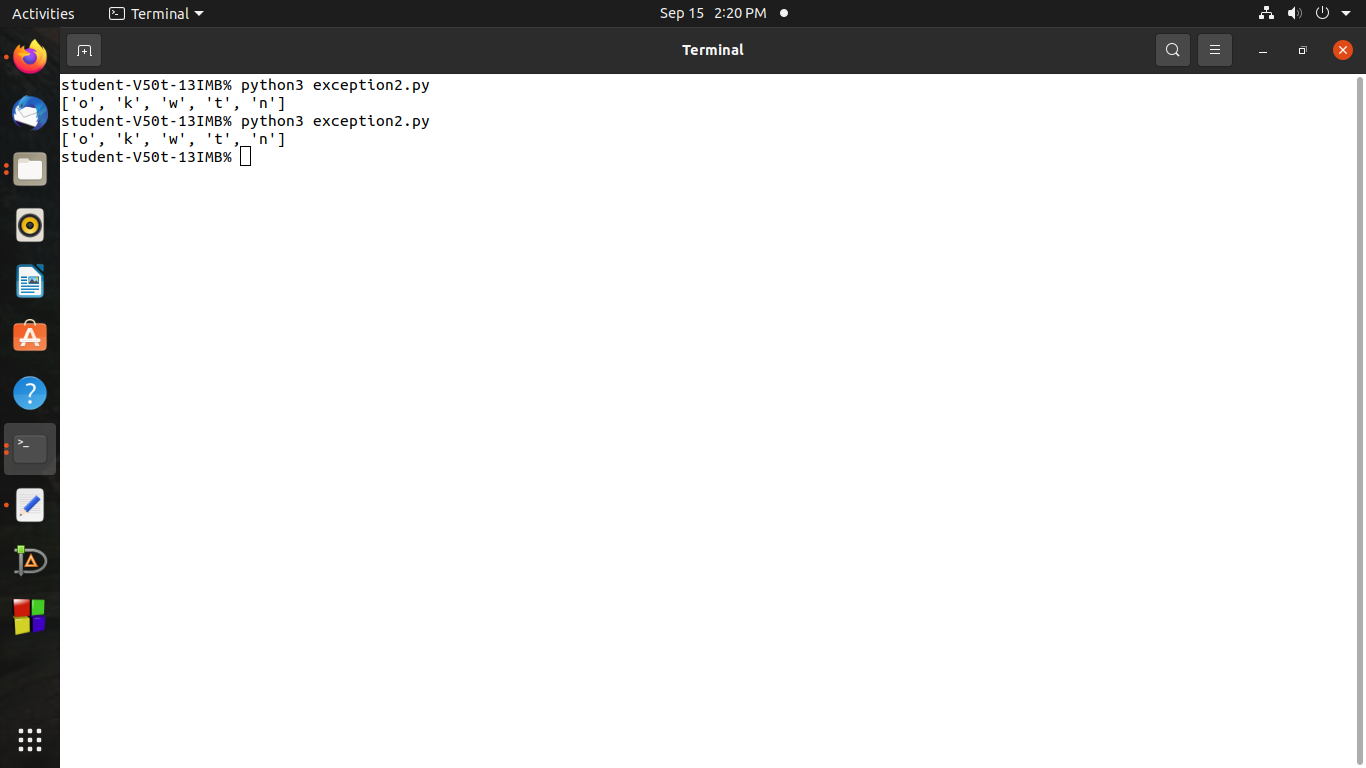 Activities
Terminal
Sep 15 2:20 PM
Terminal
student-V50t-13IMB% python3 exception2.py
['o', 'k', 'w', 't', 'n']
student-V50t-13IMB% python3 exception2.py
['o', 'k', 'w', 't', 'n']
student-V50t-13IMB%